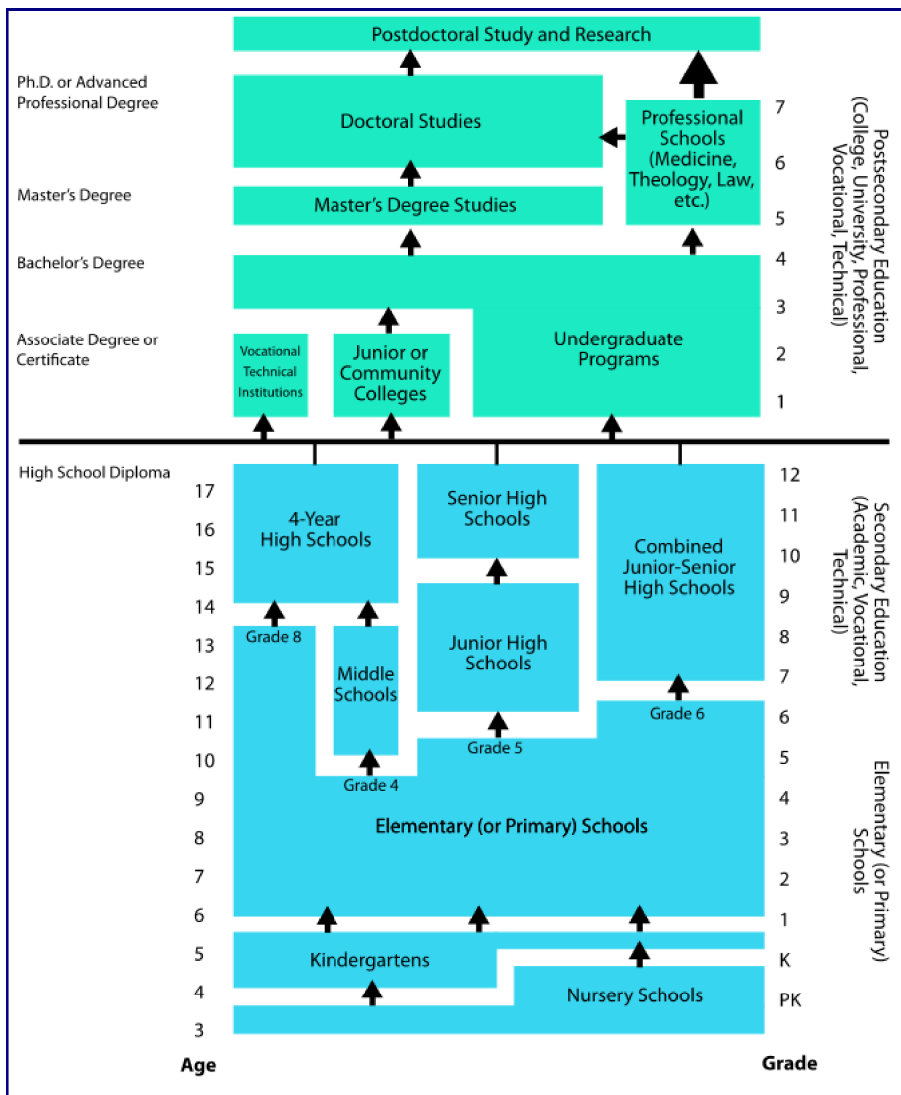 Postdoctoral Study and Research
Ph.D. or Advanced
Professional Degree
Doctoral Studies
Professional
Schools
(Medicine,
Theology, Law,
etc.)
7
6
5
Master's Degree
Master's Degree Studies
Bachelor's Degree
4
3
Associate Degree or
Certificate
Vocational
Technical
Institutions
Junior or
Community
Colleges
Undergraduate
Programs
2
1
Postsecondary Education
(College, University, Professional,
Vocational, Technical)
High School Diploma
17
16
15
14
13
12
11
10
9
8
7
6
5
4
3
Age
4-Year
High Schools
Senior High
Schools
Combined
Junior-Senior
High Schools
Grade 8
Middle
Schools
Junior High
Schools
Grade 6
Grade 5
Grade 4
Elementary (or Primary) Schools
Kindergartens
Nursery Schools
12
11
10
9
8
7
6
5
4
3
2
1
K
PK
Grade
Secondary Education
(Academic, Vocational,
Technical)
Elementary (or Primary)
Schools